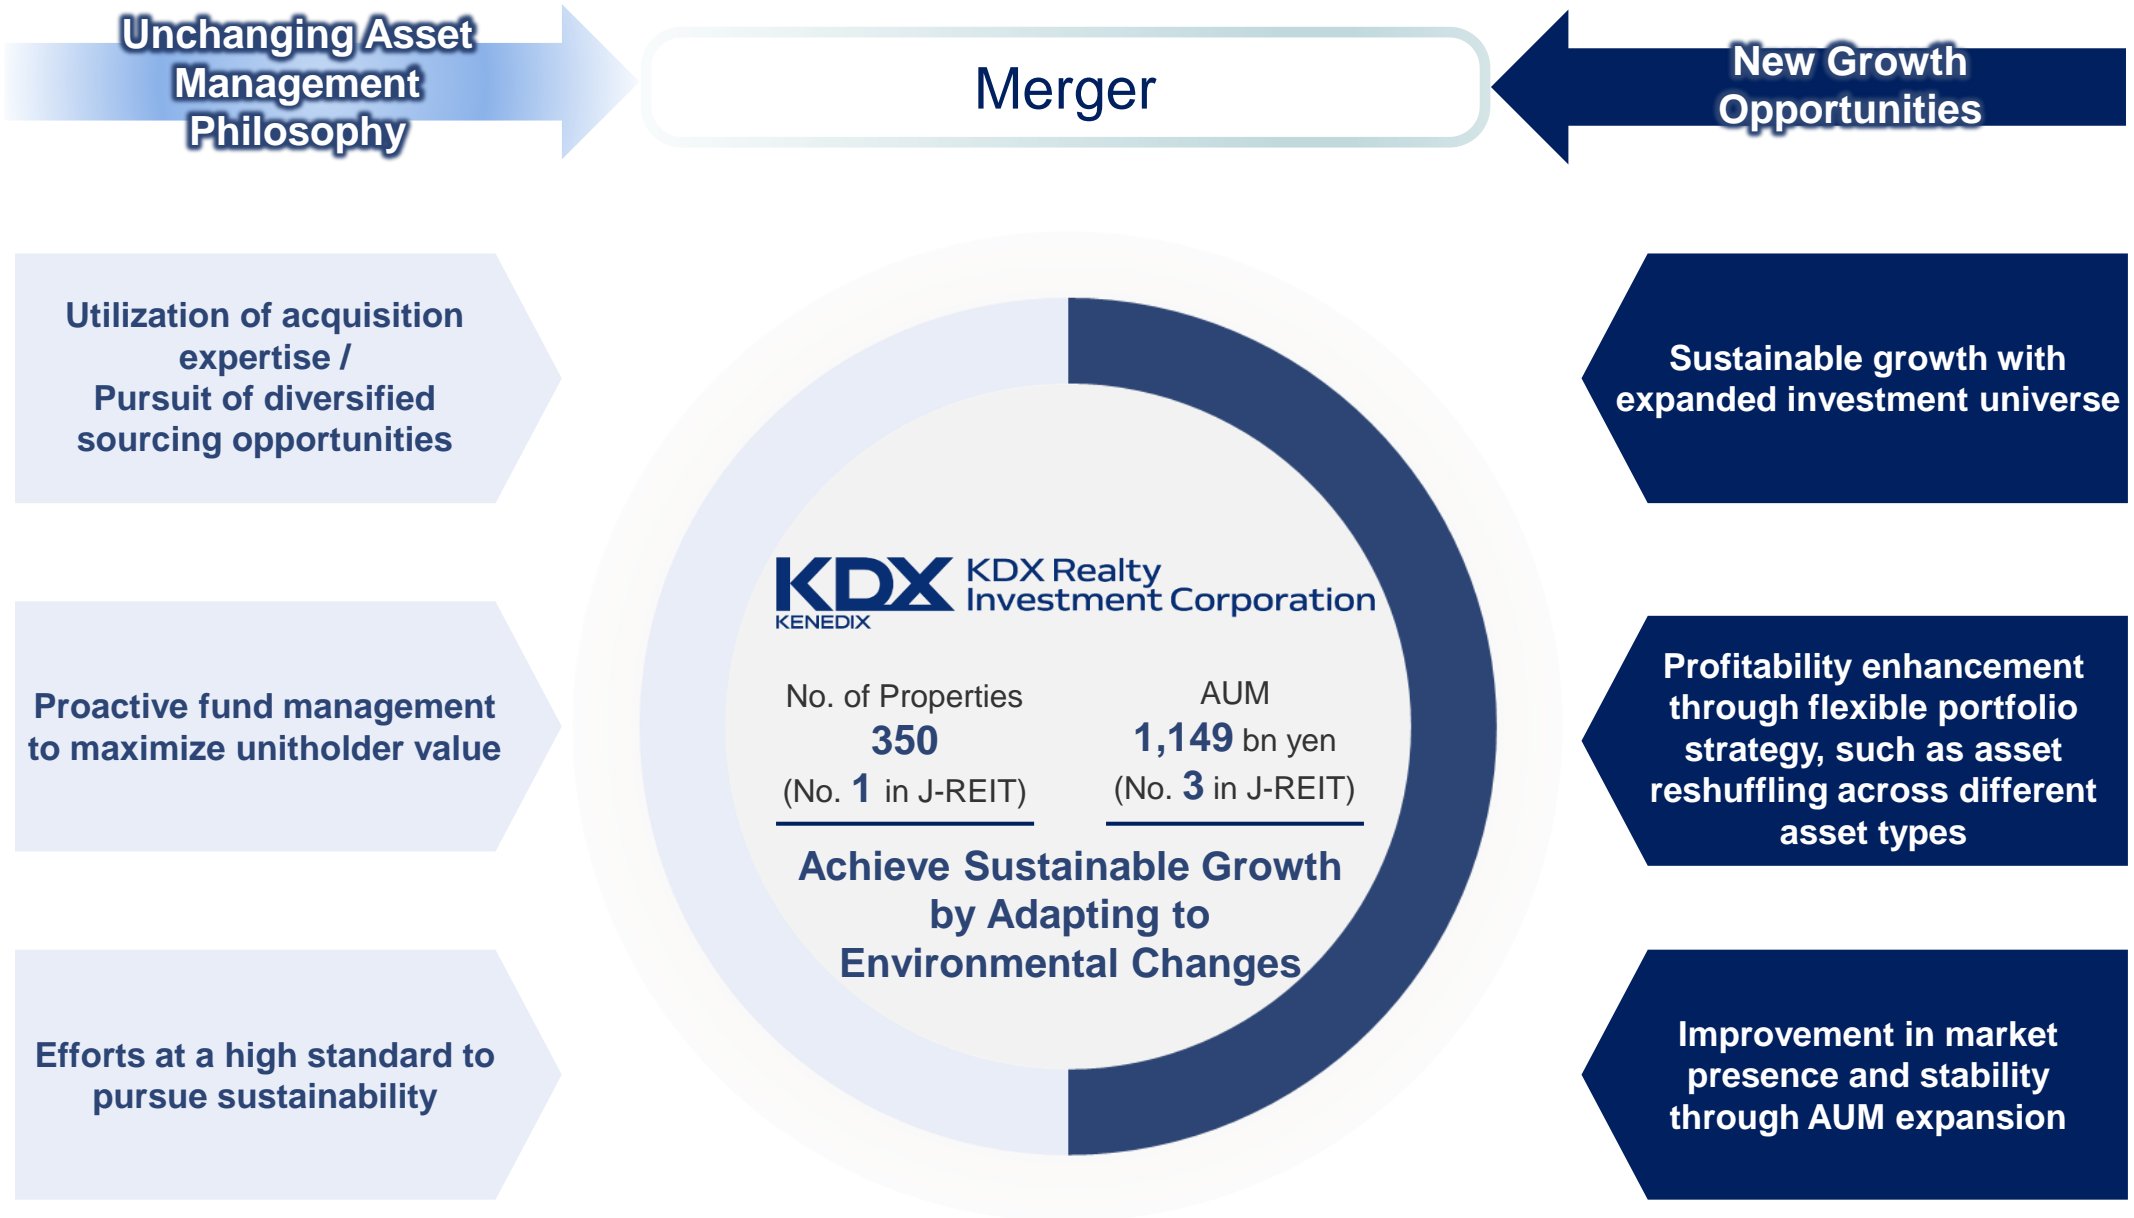 Unchanging Asset
Management
Philosophy
Merger
New Growth
Opportunities
Utilization of acquisition
expertise /
Pursuit of diversified
sourcing opportunities
Proactive fund management
to maximize unitholder value
Efforts at a high standard to
pursue sustainability
KDX
KENEDIX
KDX Realty
Investment Corporation
No. of Properties
350
(No. 1 in J-REIT)
AUM
1,149 bn yen
(No. 3 in J-REIT)
Achieve Sustainable Growth
by Adapting to
Environmental Changes
Sustainable growth with
expanded investment universe
Profitability enhancement
through flexible portfolio
strategy, such as asset
reshuffling across different
asset types
Improvement in market
presence and stability
through AUM expansion